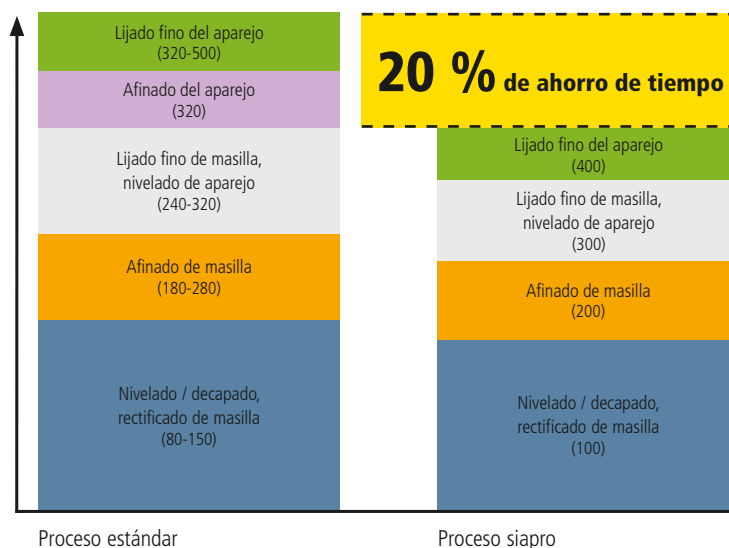 Lijado fino del aparejo
(320-500)
Afinado del aparejo
(320)
Lijado fino de masilla,
nivelado de aparejo
(240-320)
Afinado de masilla
(180-280)
Nivelado / decapado,
rectificado de masilla
(80-150)
Proceso estándar
20 % de ahorro de tiempo
Lijado fino del aparejo
(400)
Lijado fino de masilla,
nivelado de aparejo
(300)
Afinado de masilla
(200)
Nivelado / decapado,
rectificado de masilla
(100)
Proceso siapro